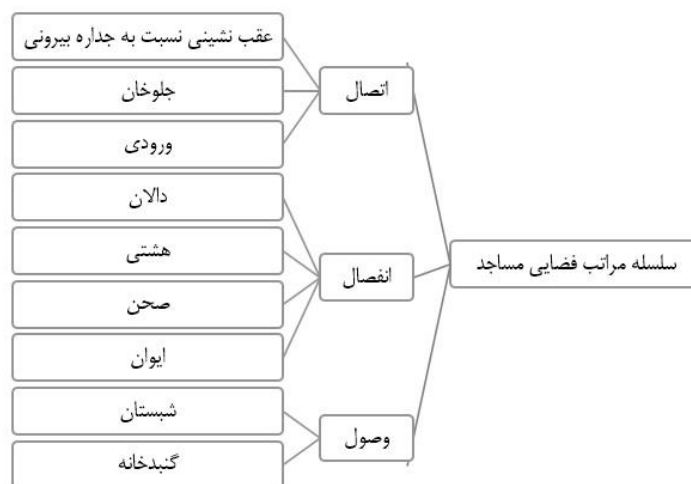 سلسله مراتب فضایی مساجد
اتصال
عقب نشینی نسبت به جداره بیرونی
جلوخان
ورودی
انفصال
دالان
هشتی
صحن
ایوان
وصول
شبستان
گنبدخانه